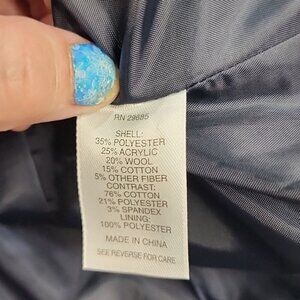 RN 29685
SHELL:
35% POLYESTER
25% ACRYLIC
20% WOOL
15% COTTON
5% OTHER FIBER
CONTRAST:
76% COTTON
21% POLYESTER
3% SPANDEX
LINING:
100% POLYESTER
MADE IN CHINA
SEE REVERSE FOR CARE